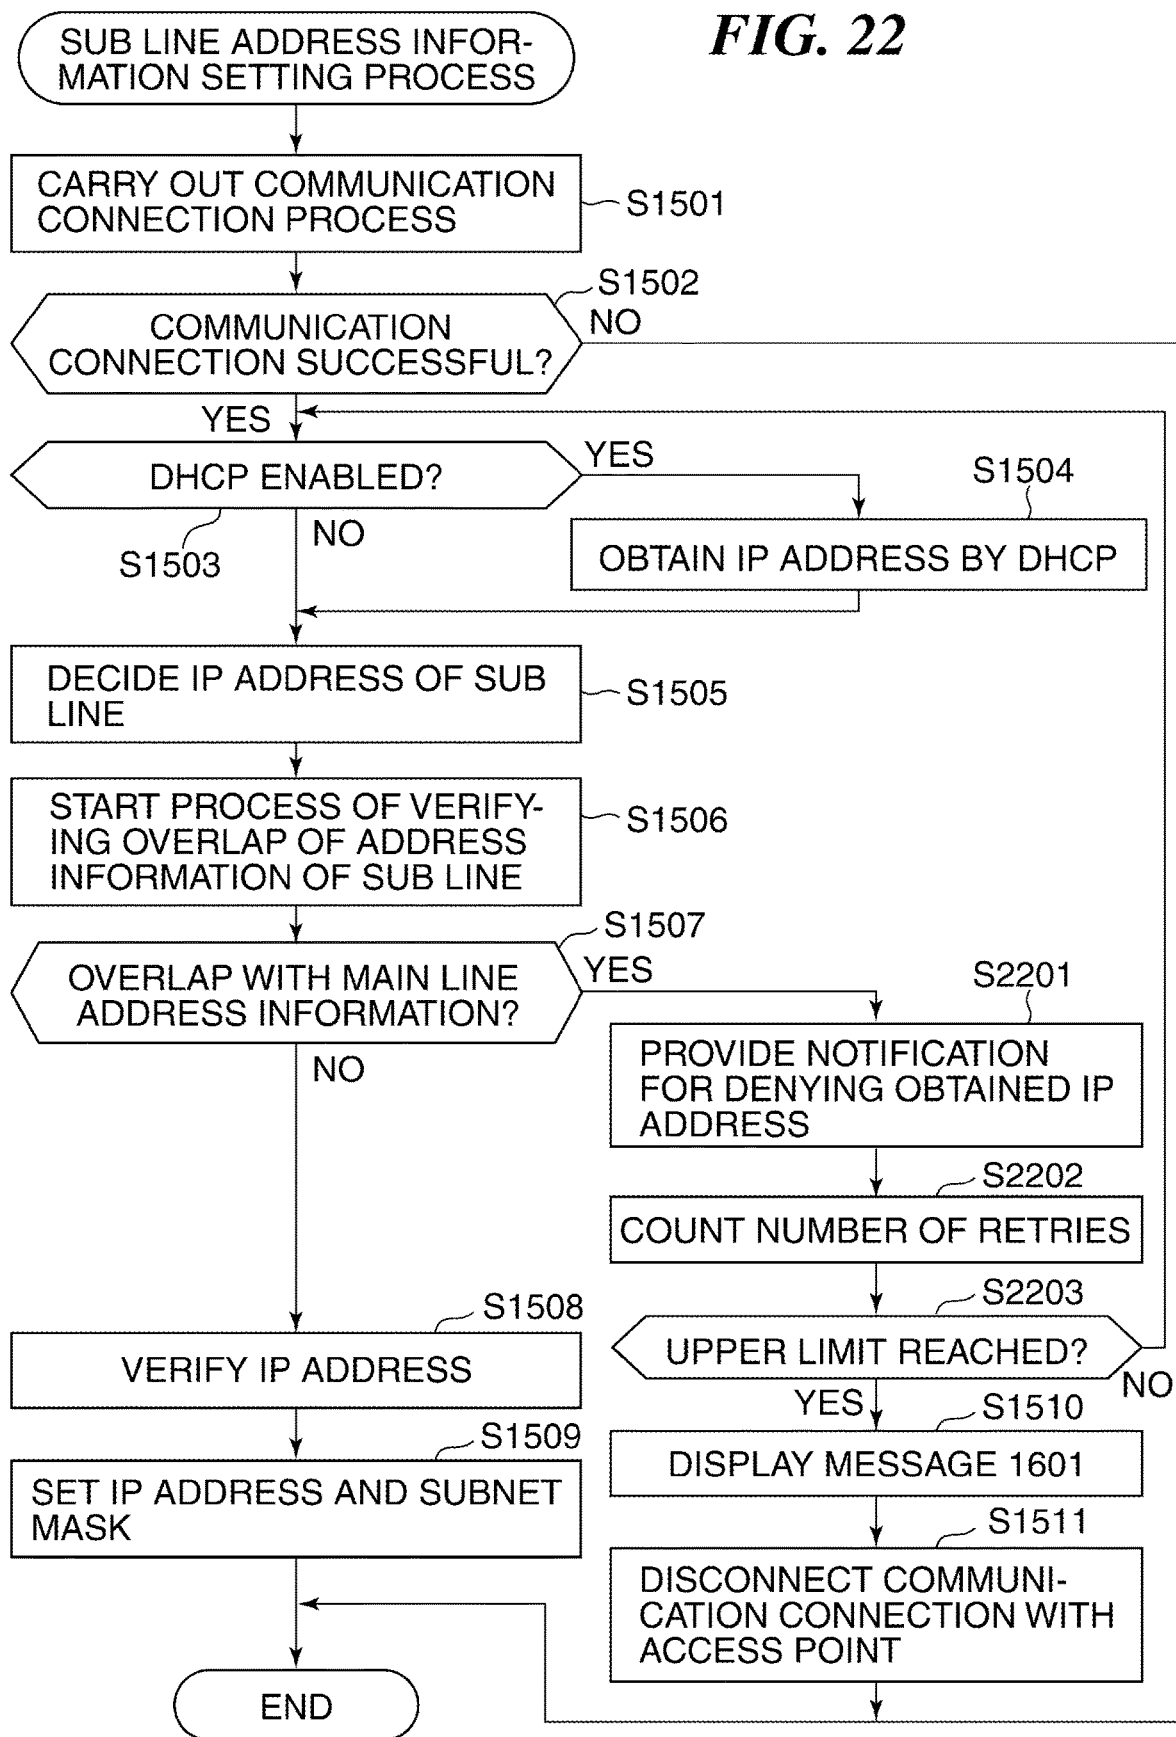 FIG. 22
SUB LINE ADDRESS INFOR-
MATION SETTING PROCESS
CARRY OUT COMMUNICATION
CONNECTION PROCESS
S1501
S1502
COMMUNICATION
CONNECTION SUCCESSFUL?
NO
YES
DHCP ENABLED?
YES
S1503
NO
S1504
OBTAIN IP ADDRESS BY DHCP
DECIDE IP ADDRESS OF SUB
LINE
S1505
START PROCESS OF VERIFY-
ING OVERLAP OF ADDRESS
INFORMATION OF SUB LINE
S1506
S1507
OVERLAP WITH MAIN LINE
ADDRESS INFORMATION?
YES
NO
S2201
PROVIDE NOTIFICATION
FOR DENYING OBTAINED IP
ADDRESS
S2202
COUNT NUMBER OF RETRIES
S2203
UPPER LIMIT REACHED?
NO
YES
S1508
VERIFY IP ADDRESS
S1509
SET IP ADDRESS AND SUBNET
MASK
S1510
DISPLAY MESSAGE 1601
S1511
DISCONNECT COMMUNI-
CATION CONNECTION WITH
ACCESS POINT
END